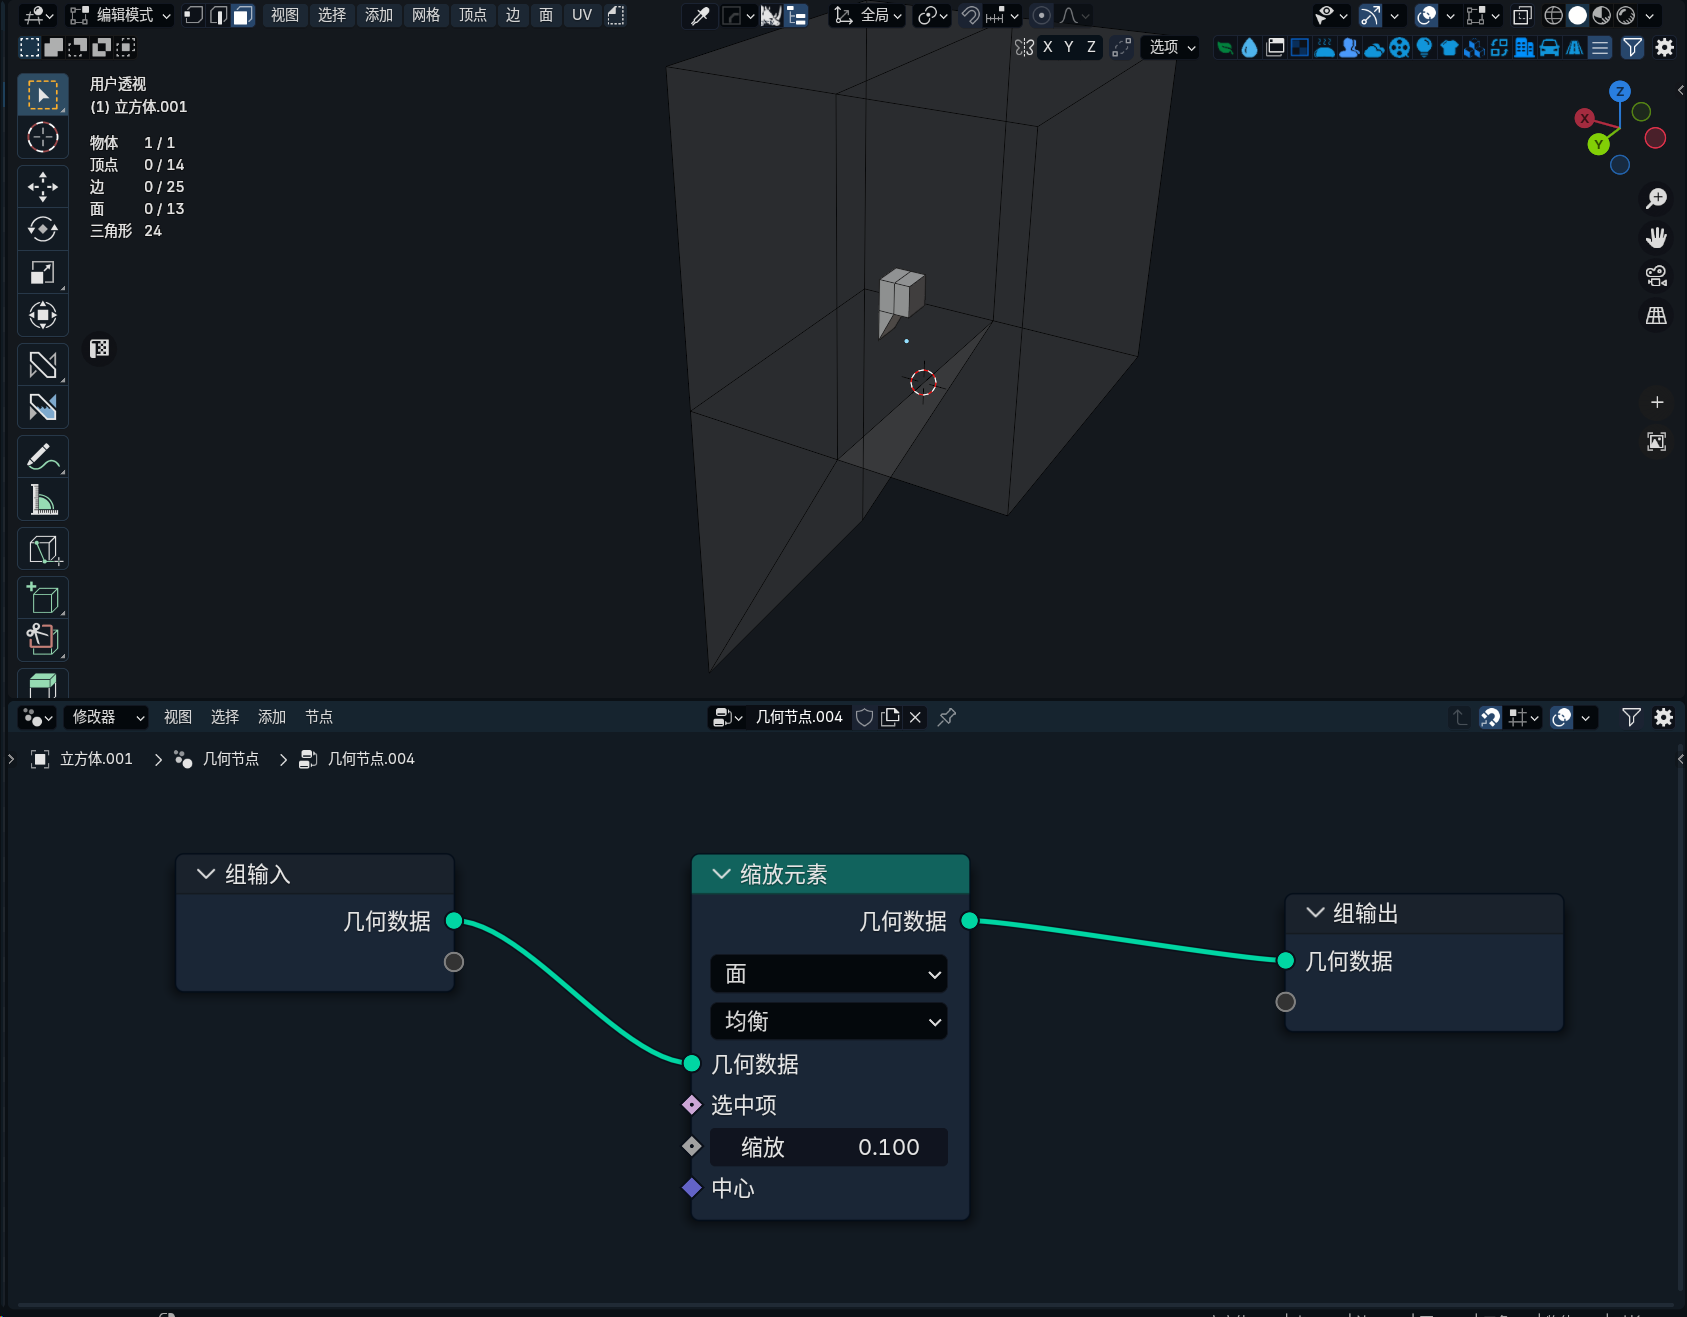 编辑模式 视图 选择 添加 网格 顶点 边 面 UV 全局
X Y Z 选项
用户透视
(1) 立方体.001
物体 1 / 1
顶点 0 / 14
边 0 / 25
面 0 / 13
三角形 24
Z
X
Y
修改器 视图 选择 添加 节点 几何节点.004
立方体.001 几何节点 几何节点.004
组输入
几何数据
缩放元素
几何数据
面
均衡
几何数据
选中项
缩放 0.100
中心
组输出
几何数据